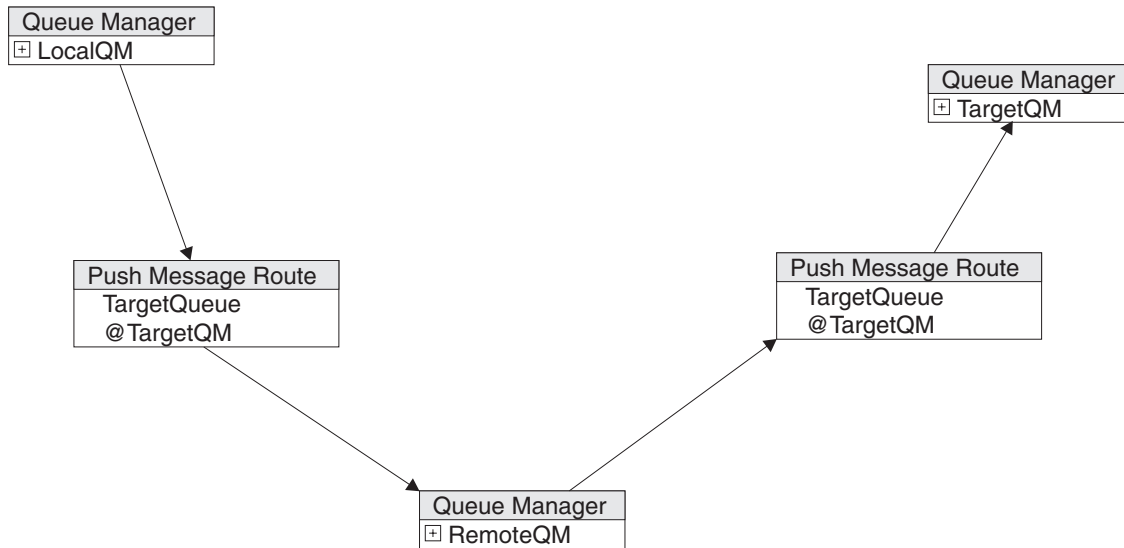 Queue Manager
+ LocalQM
Queue Manager
+ TargetQM
Push Message Route
TargetQueue
@TargetQM
Push Message Route
TargetQueue
@TargetQM
Queue Manager
+ RemoteQM